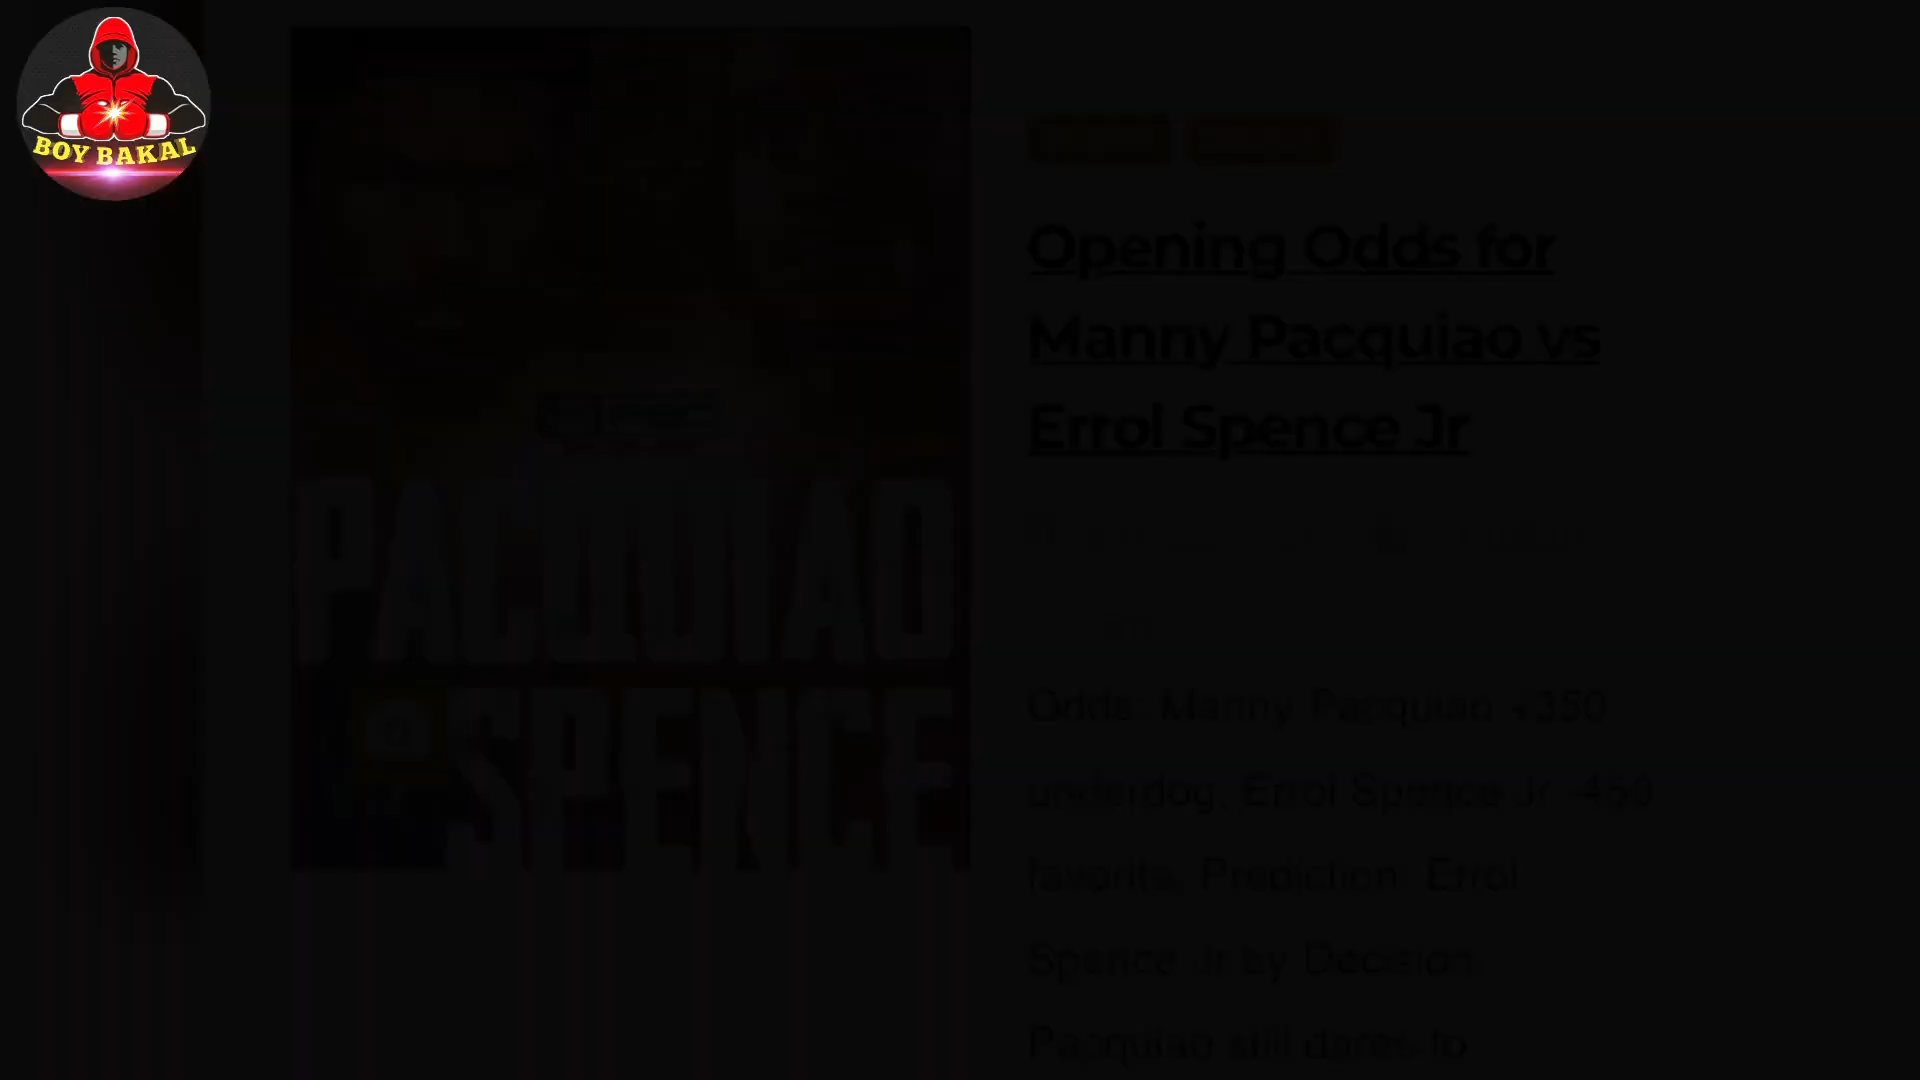 BOY BAKAL
Opening Odds for
Manny Pacquiao vs
Errol Spence Jr
PACQUIAO
SPENCE
Odds: Manny Pacquiao +350
underdog, Errol Spence Jr -450
favorite. Prediction: Errol
Spence Jr by Decision.
Pacquiao still dares to